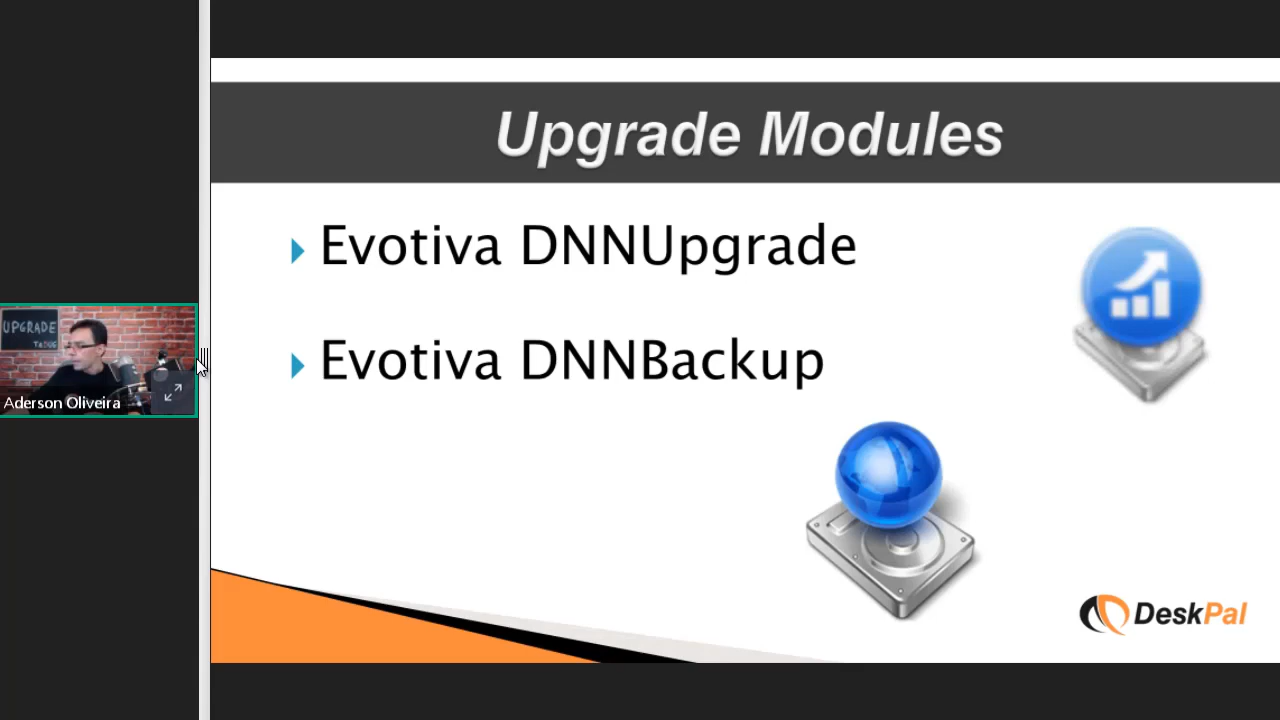 Upgrade Modules
Evotiva DNNUpgrade
Evotiva DNNBackup
UPGRADE
Aderson Oliveira
DeskPal